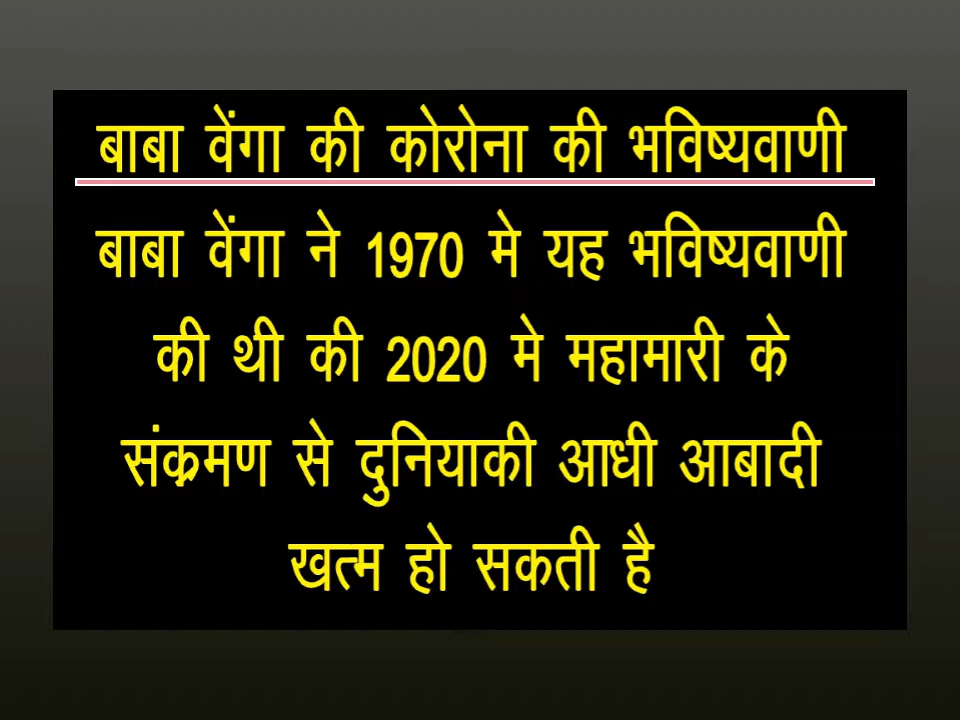 बाबा वेंगा की कोरोना की भविष्यवाणी
बाबा वेंगा ने 1970 मे यह भविष्यवाणी
की थी की 2020 मे महामारी के
संक्रमण से दुनियाकी आधी आबादी
खत्म हो सकती है